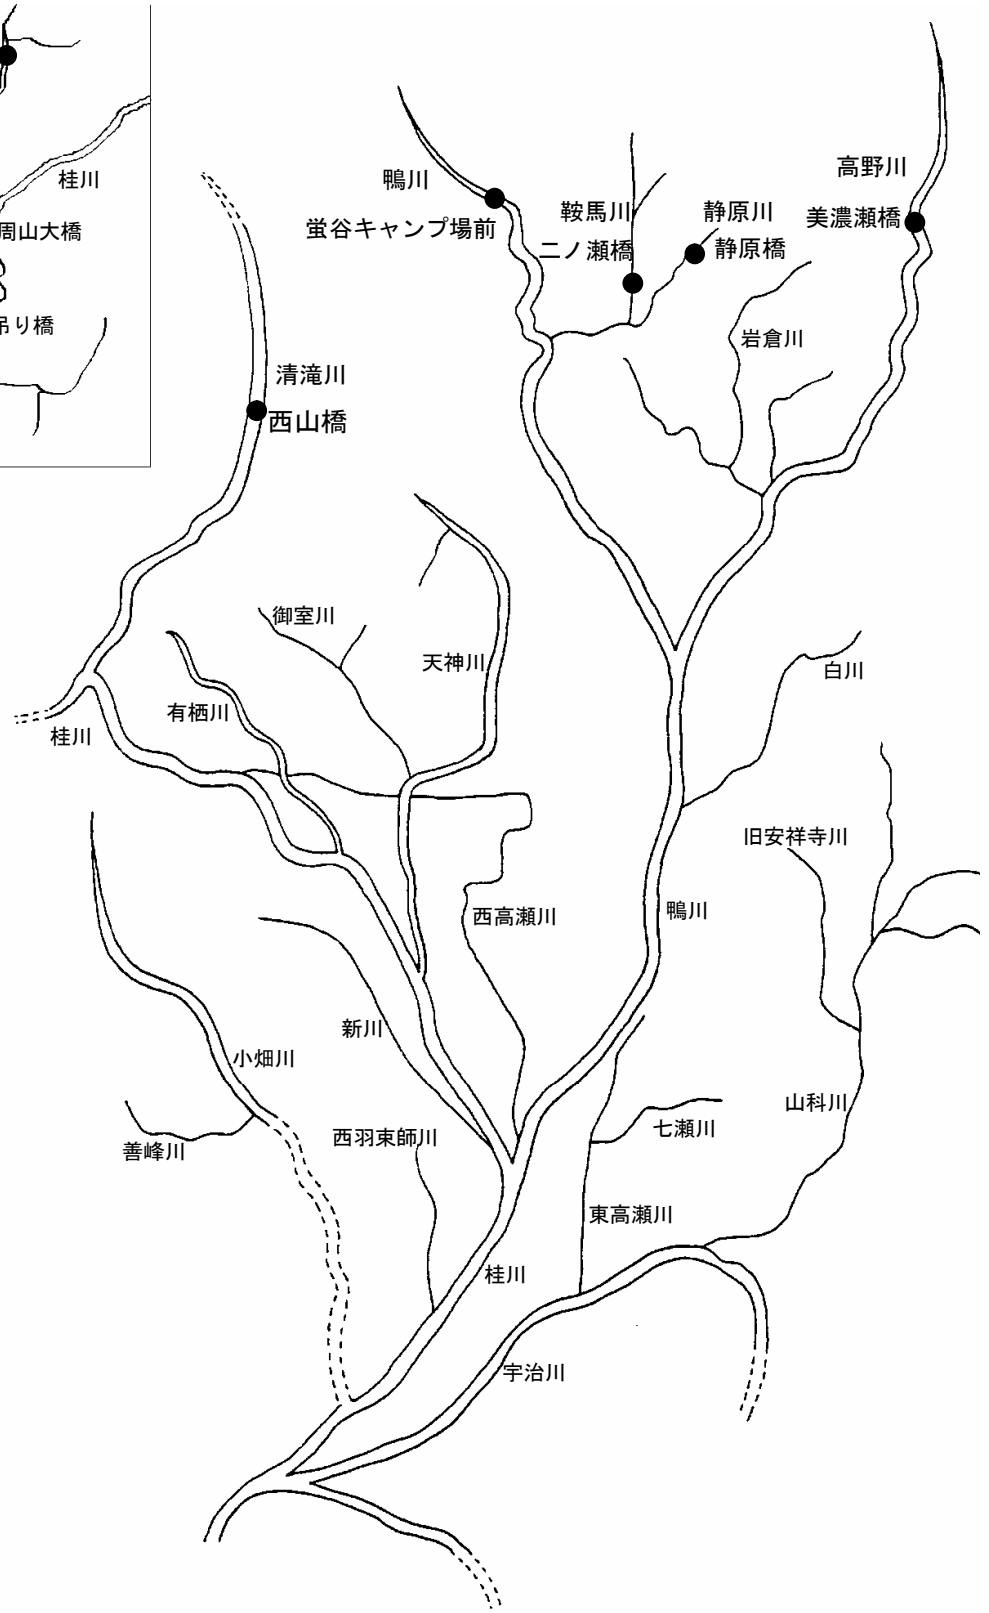 桂川
周山大橋
吊り橋
鴨川
蛍谷キャンプ場前
鞍馬川
二ノ瀬橋
静原川
静原橋
高野川
美濃瀬橋
岩倉川
清滝川
西山橋
御室川
天神川
白川
有栖川
桂川
旧安祥寺川
西高瀬川
鴨川
新川
小畑川
山科川
七瀬川
西羽束師川
善峰川
東高瀬川
桂川
宇治川